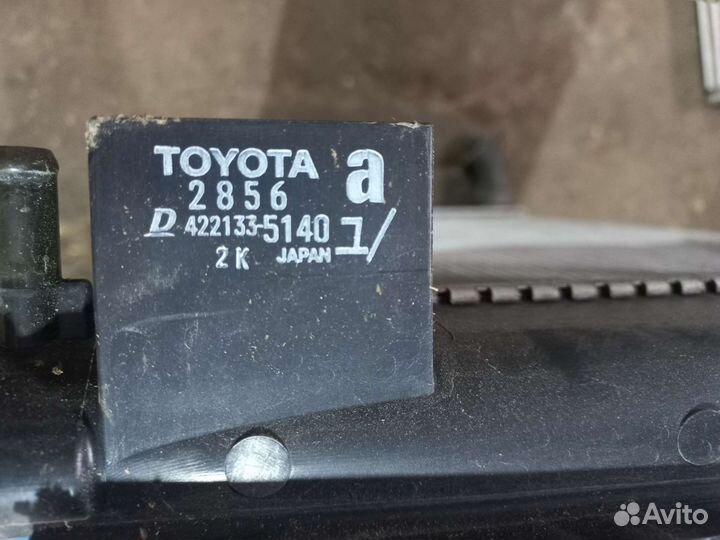 TOYOTA a
2856
D 422133-5140
2K JAPAN
Avito